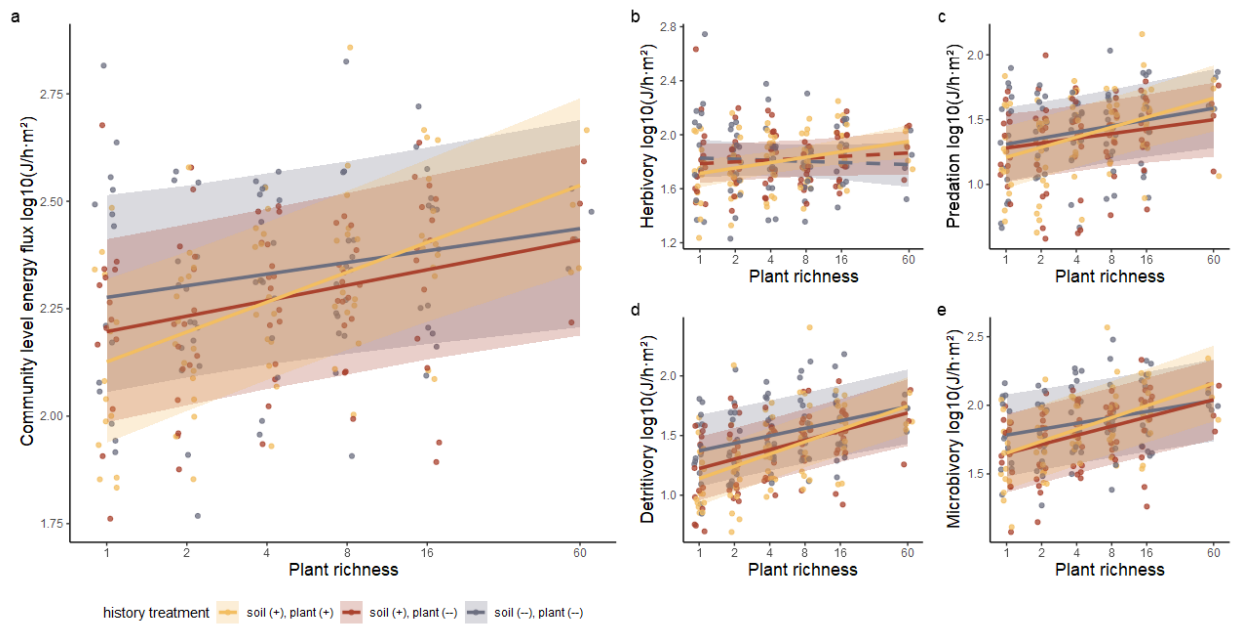 a
Community level energy flux log10(J/h·m²)
2.75
2.50
2.25
2.00
1.75
1 2 4 8 16 60
Plant richness
b
Herbivory log10(J/h·m²)
2.8
2.4
2.0
1.6
1.2
1 2 4 8 16 60
Plant richness
c
Predation log10(J/h·m²)
2.0
1.5
1.0
1 2 4 8 16 60
Plant richness
d
Detritivory log10(J/h·m²)
2.0
1.5
1.0
1 2 4 8 16 60
Plant richness
e
Microbivory log10(J/h·m²)
2.5
2.0
1.5
1 2 4 8 16 60
Plant richness
history treatment soil (+), plant (+) soil (+), plant (--) soil (--), plant (--)